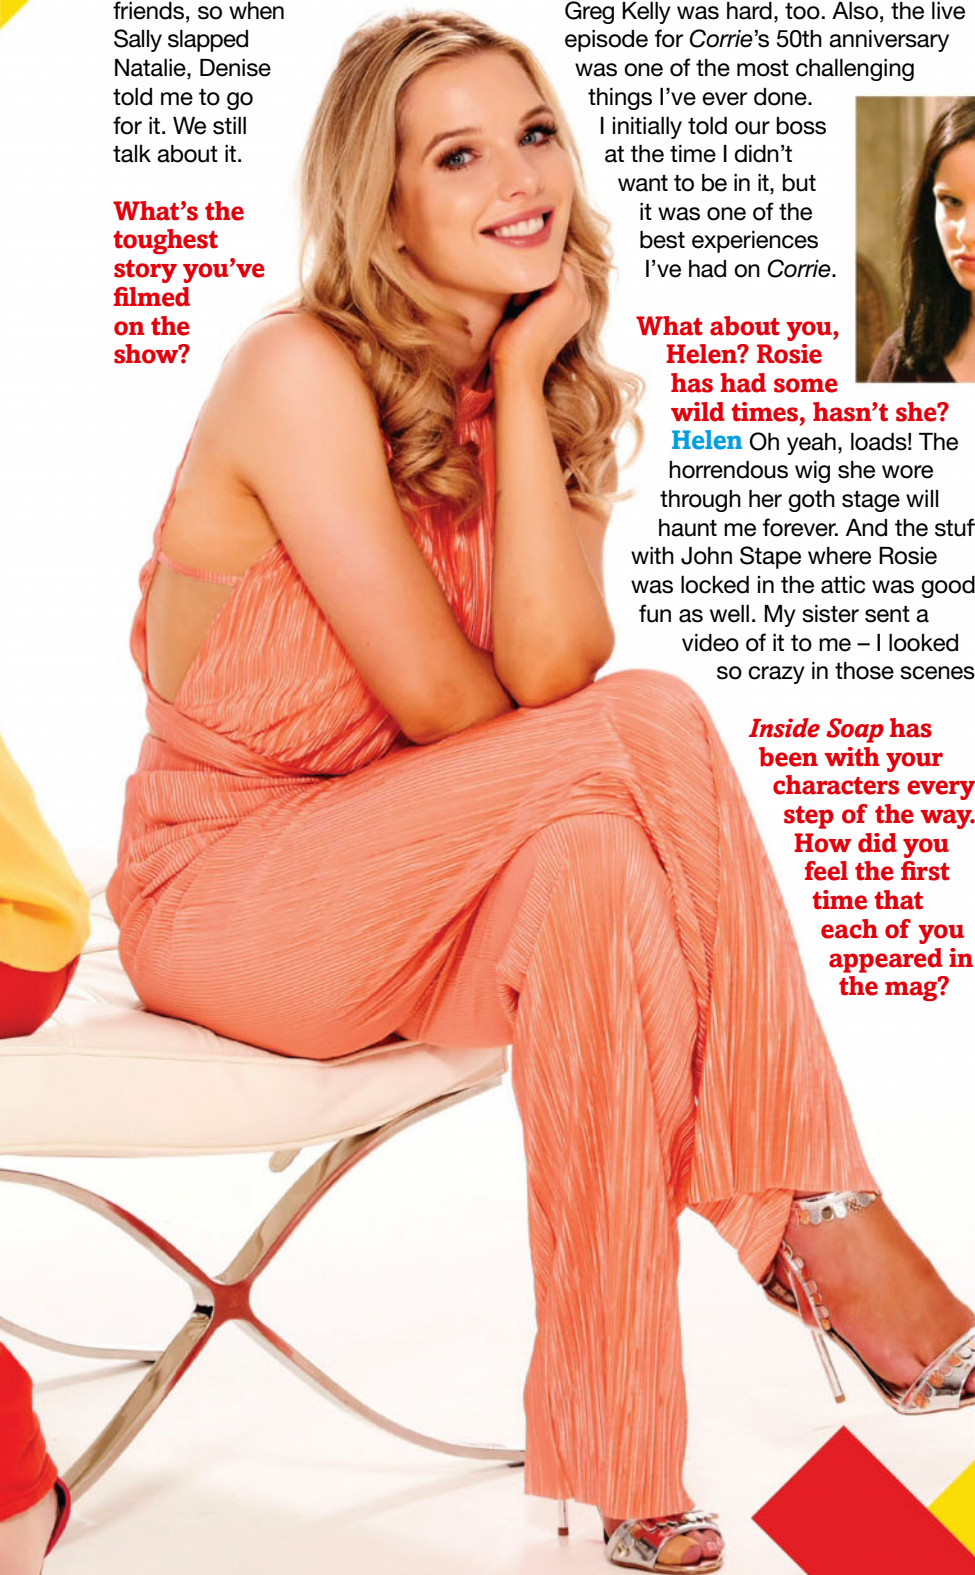 friends, so when
Sally slapped
Natalie, Denise
told me to go
for it. We still
talk about it.
What's the
toughest
story you've
filmed
on the
show?
Greg Kelly was hard, too. Also, the live
episode for Corrie's 50th anniversary
was one of the most challenging
things I've ever done.
I initially told our boss
at the time I didn't
want to be in it, but
it was one of the
best experiences
I've had on Corrie.
What about you,
Helen? Rosie
has had some
wild times, hasn't she?
Helen Oh yeah, loads! The
horrendous wig she wore
through her goth stage will
haunt me forever. And the stuf
with John Stape where Rosie
was locked in the attic was good
fun as well. My sister sent a
video of it to me – I looked
so crazy in those scenes
Inside Soap has
been with your
characters every
step of the way.
How did you
feel the first
time that
each of you
appeared in
the mag?